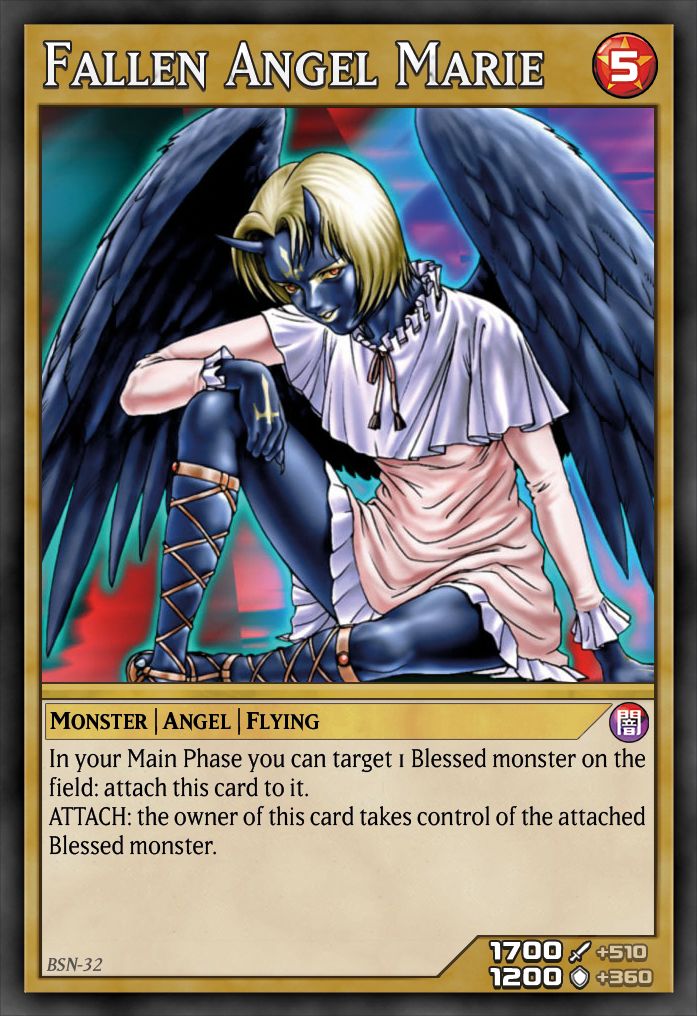 Fallen Angel Marie
5
Monster | Angel | Flying
闇
In your Main Phase you can target 1 Blessed monster on the
field: attach this card to it.
ATTACH: the owner of this card takes control of the attached
Blessed monster.
BSN-32
1700 +510
1200 +360